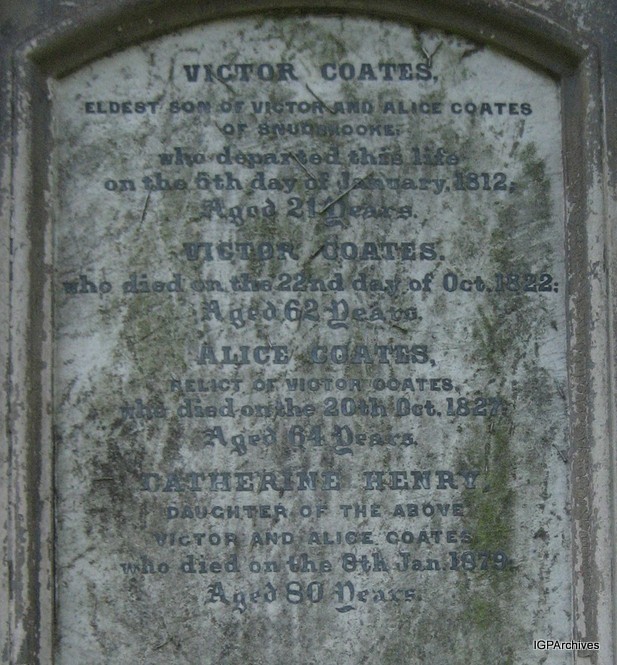 VICTOR COATES,
ELDEST SON OF VICTOR AND ALICE COATES
OF SNUGBROOKE;
who departed this life
on the 6th day of January, 1812;
Aged 21 Years.
VICTOR COATES.
who died on the 22nd day of Oct. 1822;
Aged 62 Years.
ALICE COATES,
RELICT OF VICTOR COATES,
who died on the 20th Oct. 1827.
Aged 64 Years.
CATHERINE HENRY,
DAUGHTER OF THE ABOVE
VICTOR AND ALICE COATES
who died on the 8th Jan. 1879;
Aged 80 Years.
IGPArchives